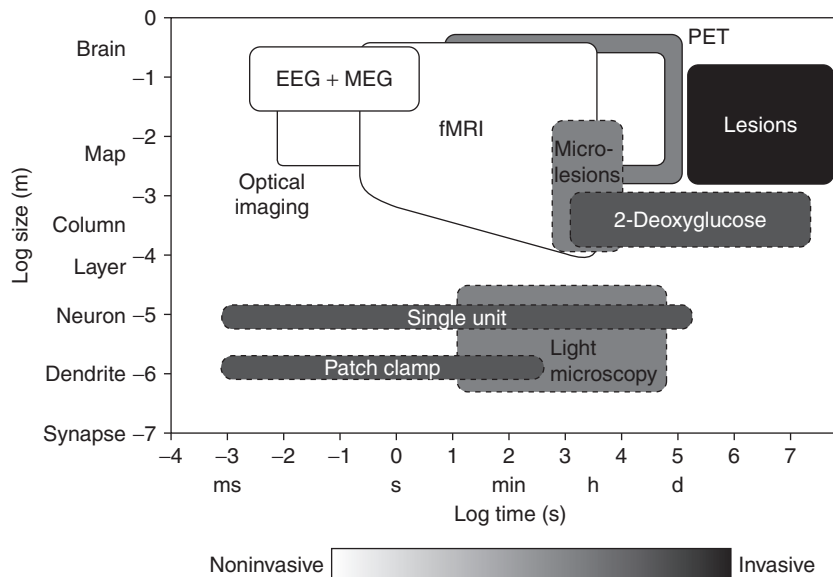 0
Brain
PET
EEG + MEG
–1
fMRI
Lesions
–2
Map
Micro-
lesions
Optical
imaging
–3
2-Deoxyglucose
Column
–4
Layer
Neuron
–5
Single unit
Light
microscopy
Patch clamp
Dendrite
–6
Synapse
–7
Log size (m)
–4 –3 –2 –1 0 1 2 3 4 5 6 7
ms s min h d
Log time (s)
Noninvasive Invasive